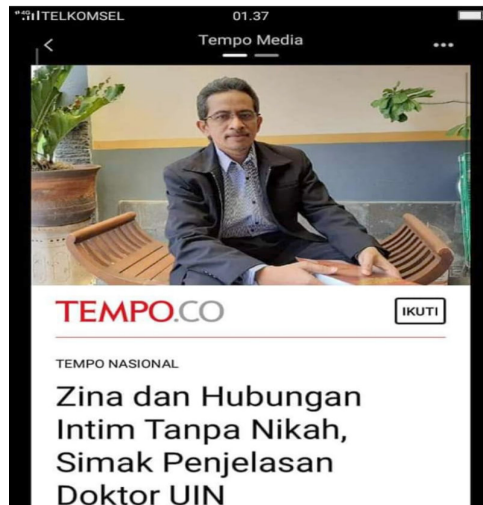 TELKOMSEL 01.37
Tempo Media
TEMPO.CO IKUTI
TEMPO NASIONAL
Zina dan Hubungan
Intim Tanpa Nikah,
Simak Penjelasan
Doktor UIN